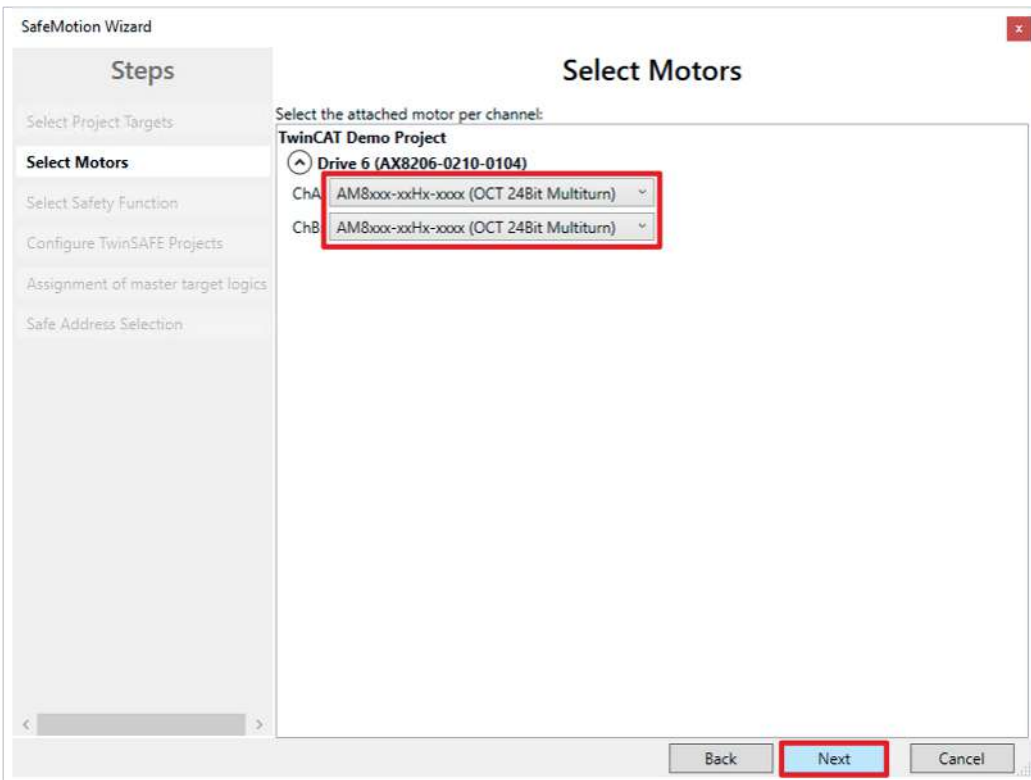 SafeMotion Wizard
x
Steps
Select Motors
Select Project Targets
Select Motors
Select Safety Function
Configure TwinSAFE Projects
Assignment of master target logics
Safe Address Selection
Select the attached motor per channel:
TwinCAT Demo Project
Drive 6 (AX8206-0210-0104)
ChA AM8xxx-xxHx-xxxx (OCT 24Bit Multiturn)
ChB AM8xxx-xxHx-xxxx (OCT 24Bit Multiturn)
Back Next Cancel